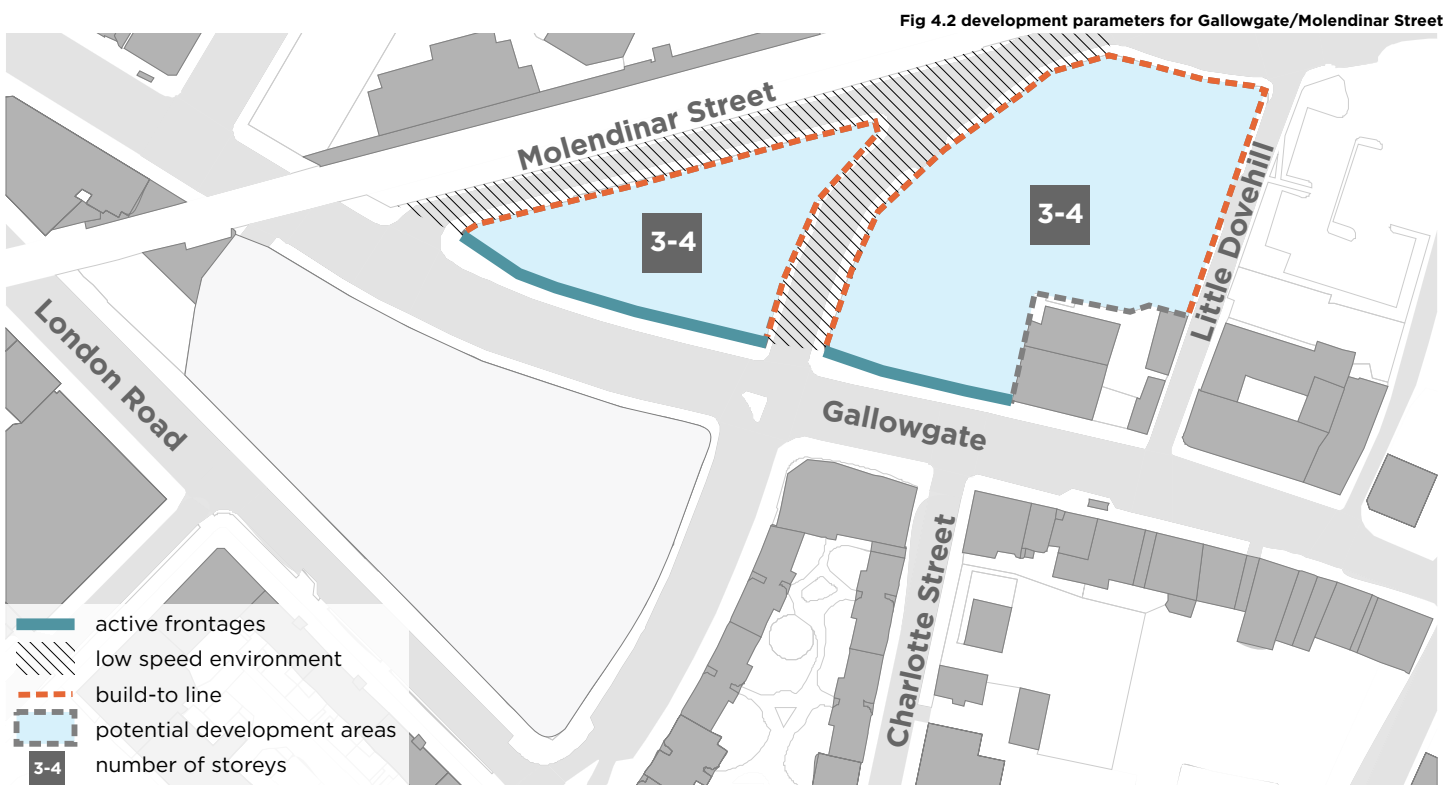 Fig 4.2 development parameters for Gallowgate/Molendinar Street
Molendinar Street
3-4
3-4
Little Dovehill
London Road
Gallowgate
Charlotte Street
active frontages
low speed environment
build-to line
potential development areas
3-4 number of storeys